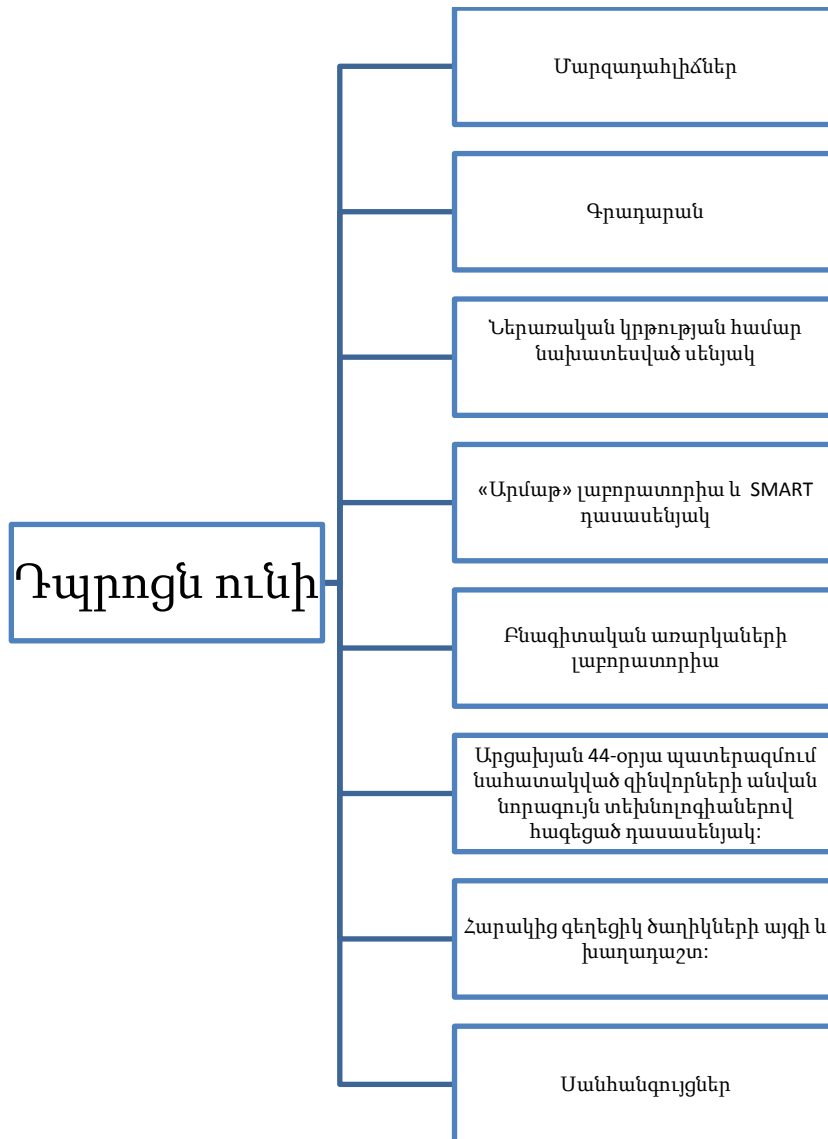 Մարզադահլիճներ
Գրադարան
Ներառական կրթության համար
նախատեսված սենյակ
«Արմաթ» լաբորատորիա և SMART
դասասենյակ
Դպրոցն ունի
Բնագիտական առարկաների
լաբորատորիա
Արցախյան 44-օրյա պատերազմում
նահատակված զինվորների անվան
նորագույն տեխնոլոգիաներով
հագեցած դասասենյակ:
Հարակից գեղեցիկ ծաղիկների այգի և
խաղադաշտ:
Սանհանգույցներ